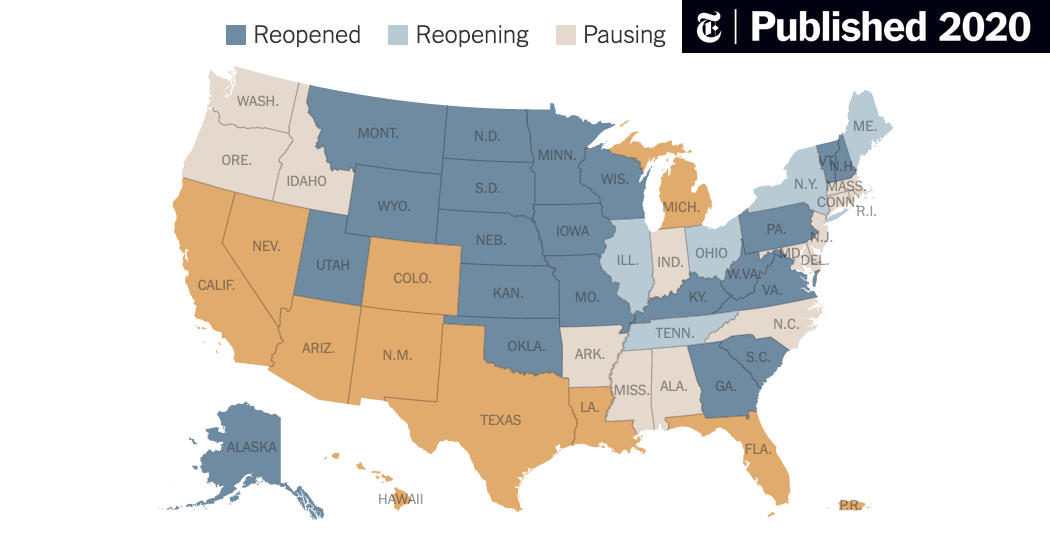 Reopened Reopening Pausing
T | Published 2020
WASH.
MONT.
N.D.
MINN.
ME.
ORE.
IDAHO
S.D.
WIS.
VT.
N.H.
N.Y.
MASS.
WYO.
MICH.
CONN.
R.I.
NEB.
IOWA
PA.
N.J.
NEV.
UTAH
COLO.
ILL.
IND.
OHIO
MD.
DEL.
CALIF.
KAN.
MO.
KY.
W.VA.
VA.
ARIZ.
N.M.
OKLA.
ARK.
TENN.
N.C.
MISS.
ALA.
GA.
S.C.
TEXAS
LA.
FLA.
ALASKA
HAWAII
P.R.